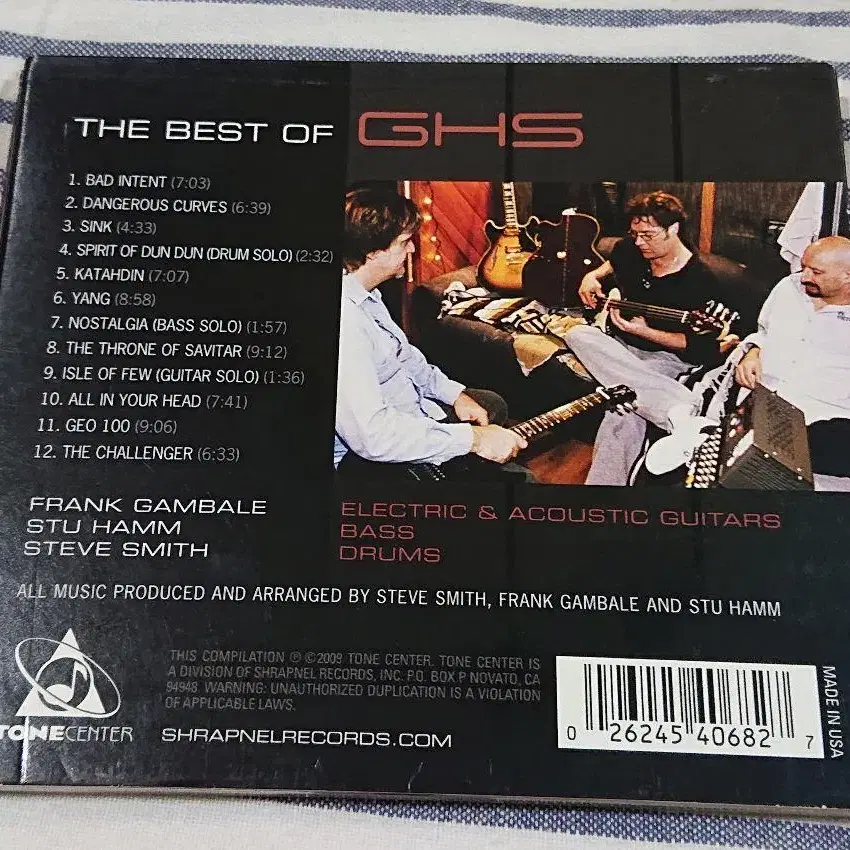 THE BEST OF GHS
1. BAD INTENT (7:03)
2. DANGEROUS CURVES (6:39)
3. SINK (4:33)
4. SPIRIT OF DUN DUN (DRUM SOLO) (2:32)
5. KATAHDIN (7:07)
6. YANG (8:58)
7. NOSTALGIA (BASS SOLO) (1:57)
8. THE THRONE OF SAVITAR (9:12)
9. ISLE OF FEW (GUITAR SOLO) (1:36)
10. ALL IN YOUR HEAD (7:41)
11. GEO 100 (9:06)
12. THE CHALLENGER (6:33)
FRANK GAMBALE ELECTRIC & ACOUSTIC GUITARS
STU HAMM BASS
STEVE SMITH DRUMS
ALL MUSIC PRODUCED AND ARRANGED BY STEVE SMITH, FRANK GAMBALE AND STU HAMM
THIS COMPILATION ℗ ©2009 TONE CENTER. TONE CENTER IS
A DIVISION OF SHRAPNEL RECORDS, INC. P.O. BOX P NOVATO, CA
94948. WARNING: UNAUTHORIZED DUPLICATION IS A VIOLATION
OF APPLICABLE LAWS.
TONECENTER
SHRAPNELRECORDS.COM
0 26245 40682 7
MADE IN USA